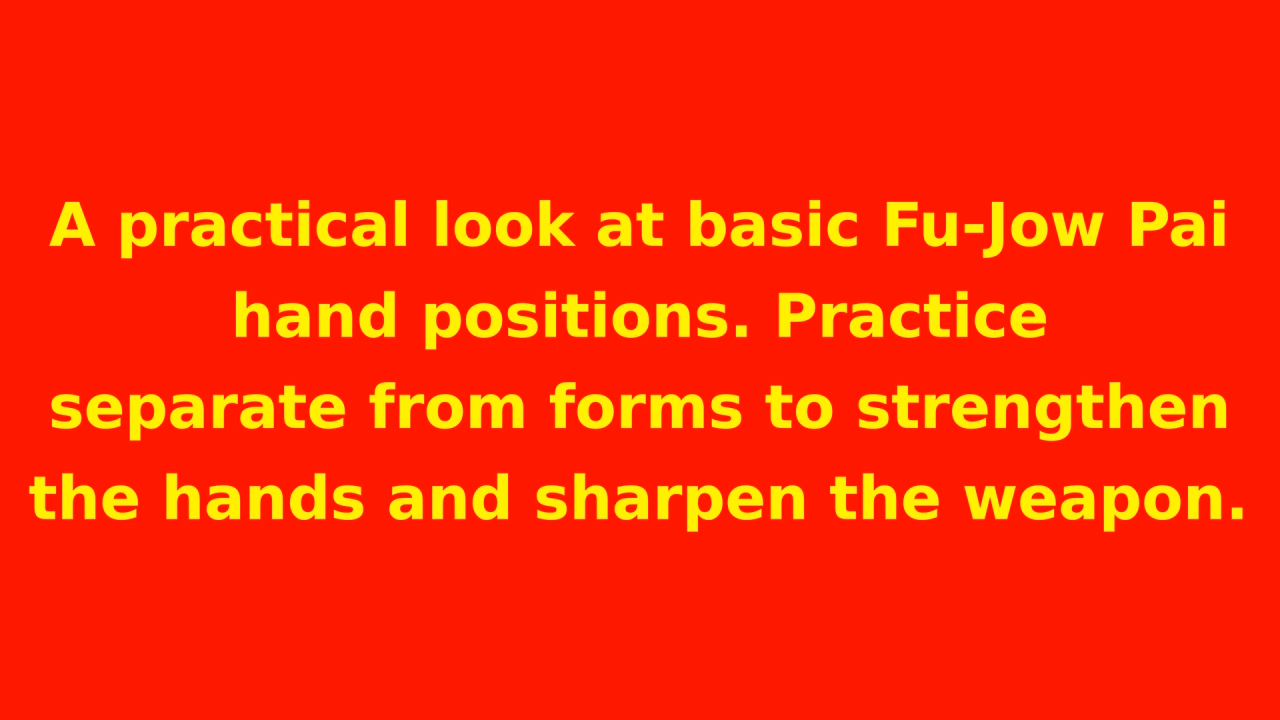 A practical look at basic Fu-Jow Pai
hand positions. Practice
separate from forms to strengthen
the hands and sharpen the weapon.